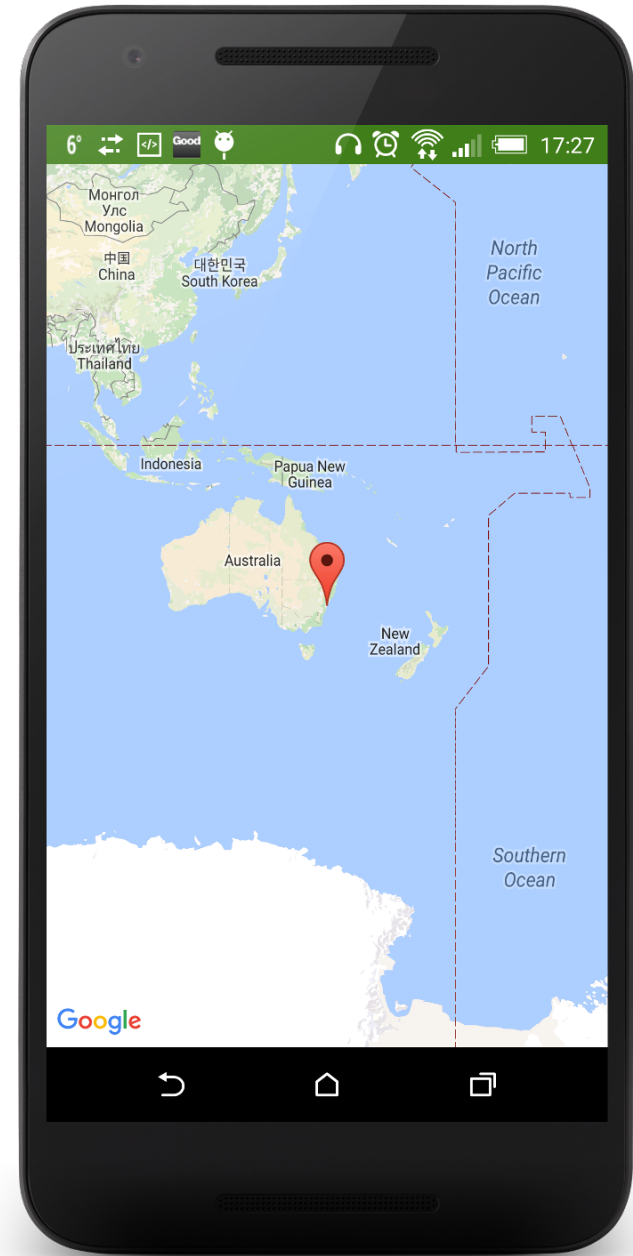 6°
Good
17:27
Монгол
Улс
Mongolia
中国
China
대한민국
South Korea
North
Pacific
Ocean
ประเทศไทย
Thailand
Indonesia
Papua New
Guinea
Australia
New
Zealand
Southern
Ocean
Google